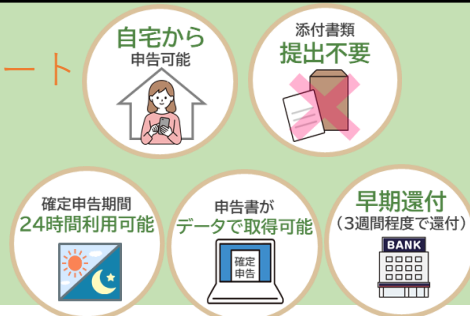 ート
自宅から
申告可能
添付書類
提出不要
確定申告期間
24時間利用可能
申告書が
データで取得可能
確定
申告
早期還付
(3週間程度で還付)
BANK